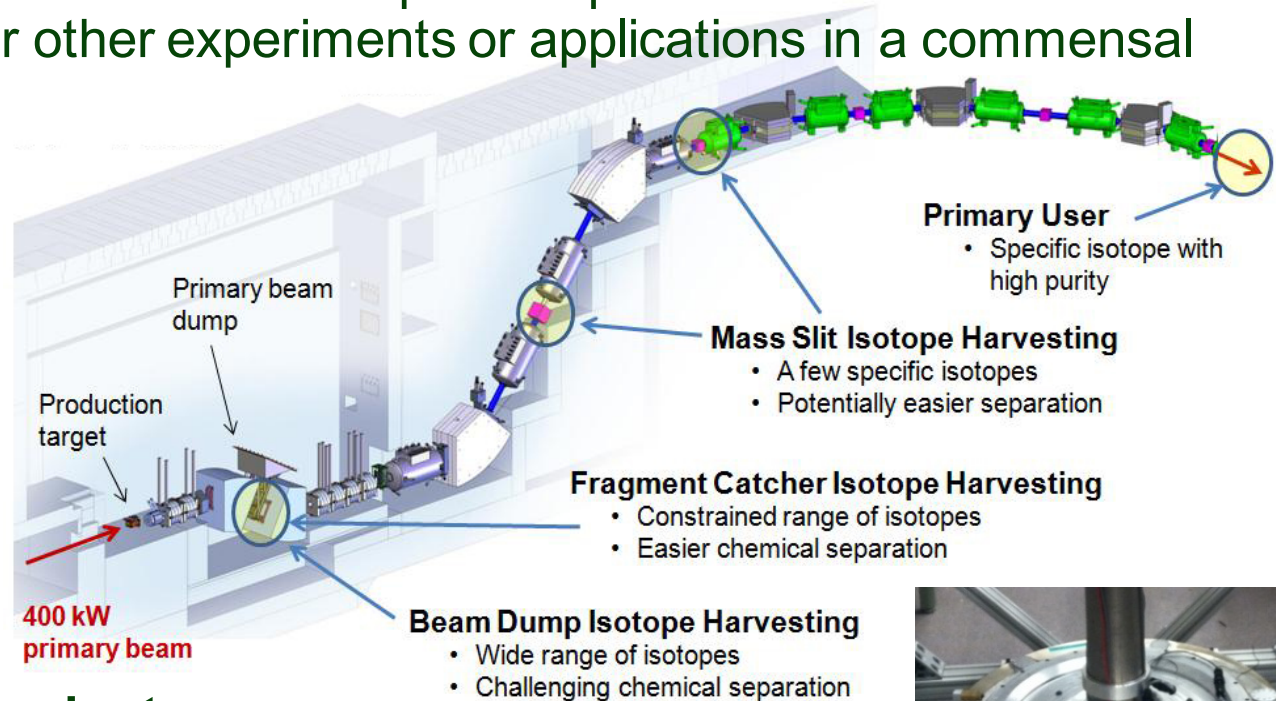 r other experiments or applications in a commensal
Primary User
• Specific isotope with
high purity
Primary beam
dump
Mass Slit Isotope Harvesting
• A few specific isotopes
• Potentially easier separation
Production
target
Fragment Catcher Isotope Harvesting
• Constrained range of isotopes
• Easier chemical separation
400 kW
primary beam
Beam Dump Isotope Harvesting
• Wide range of isotopes
• Challenging chemical separation